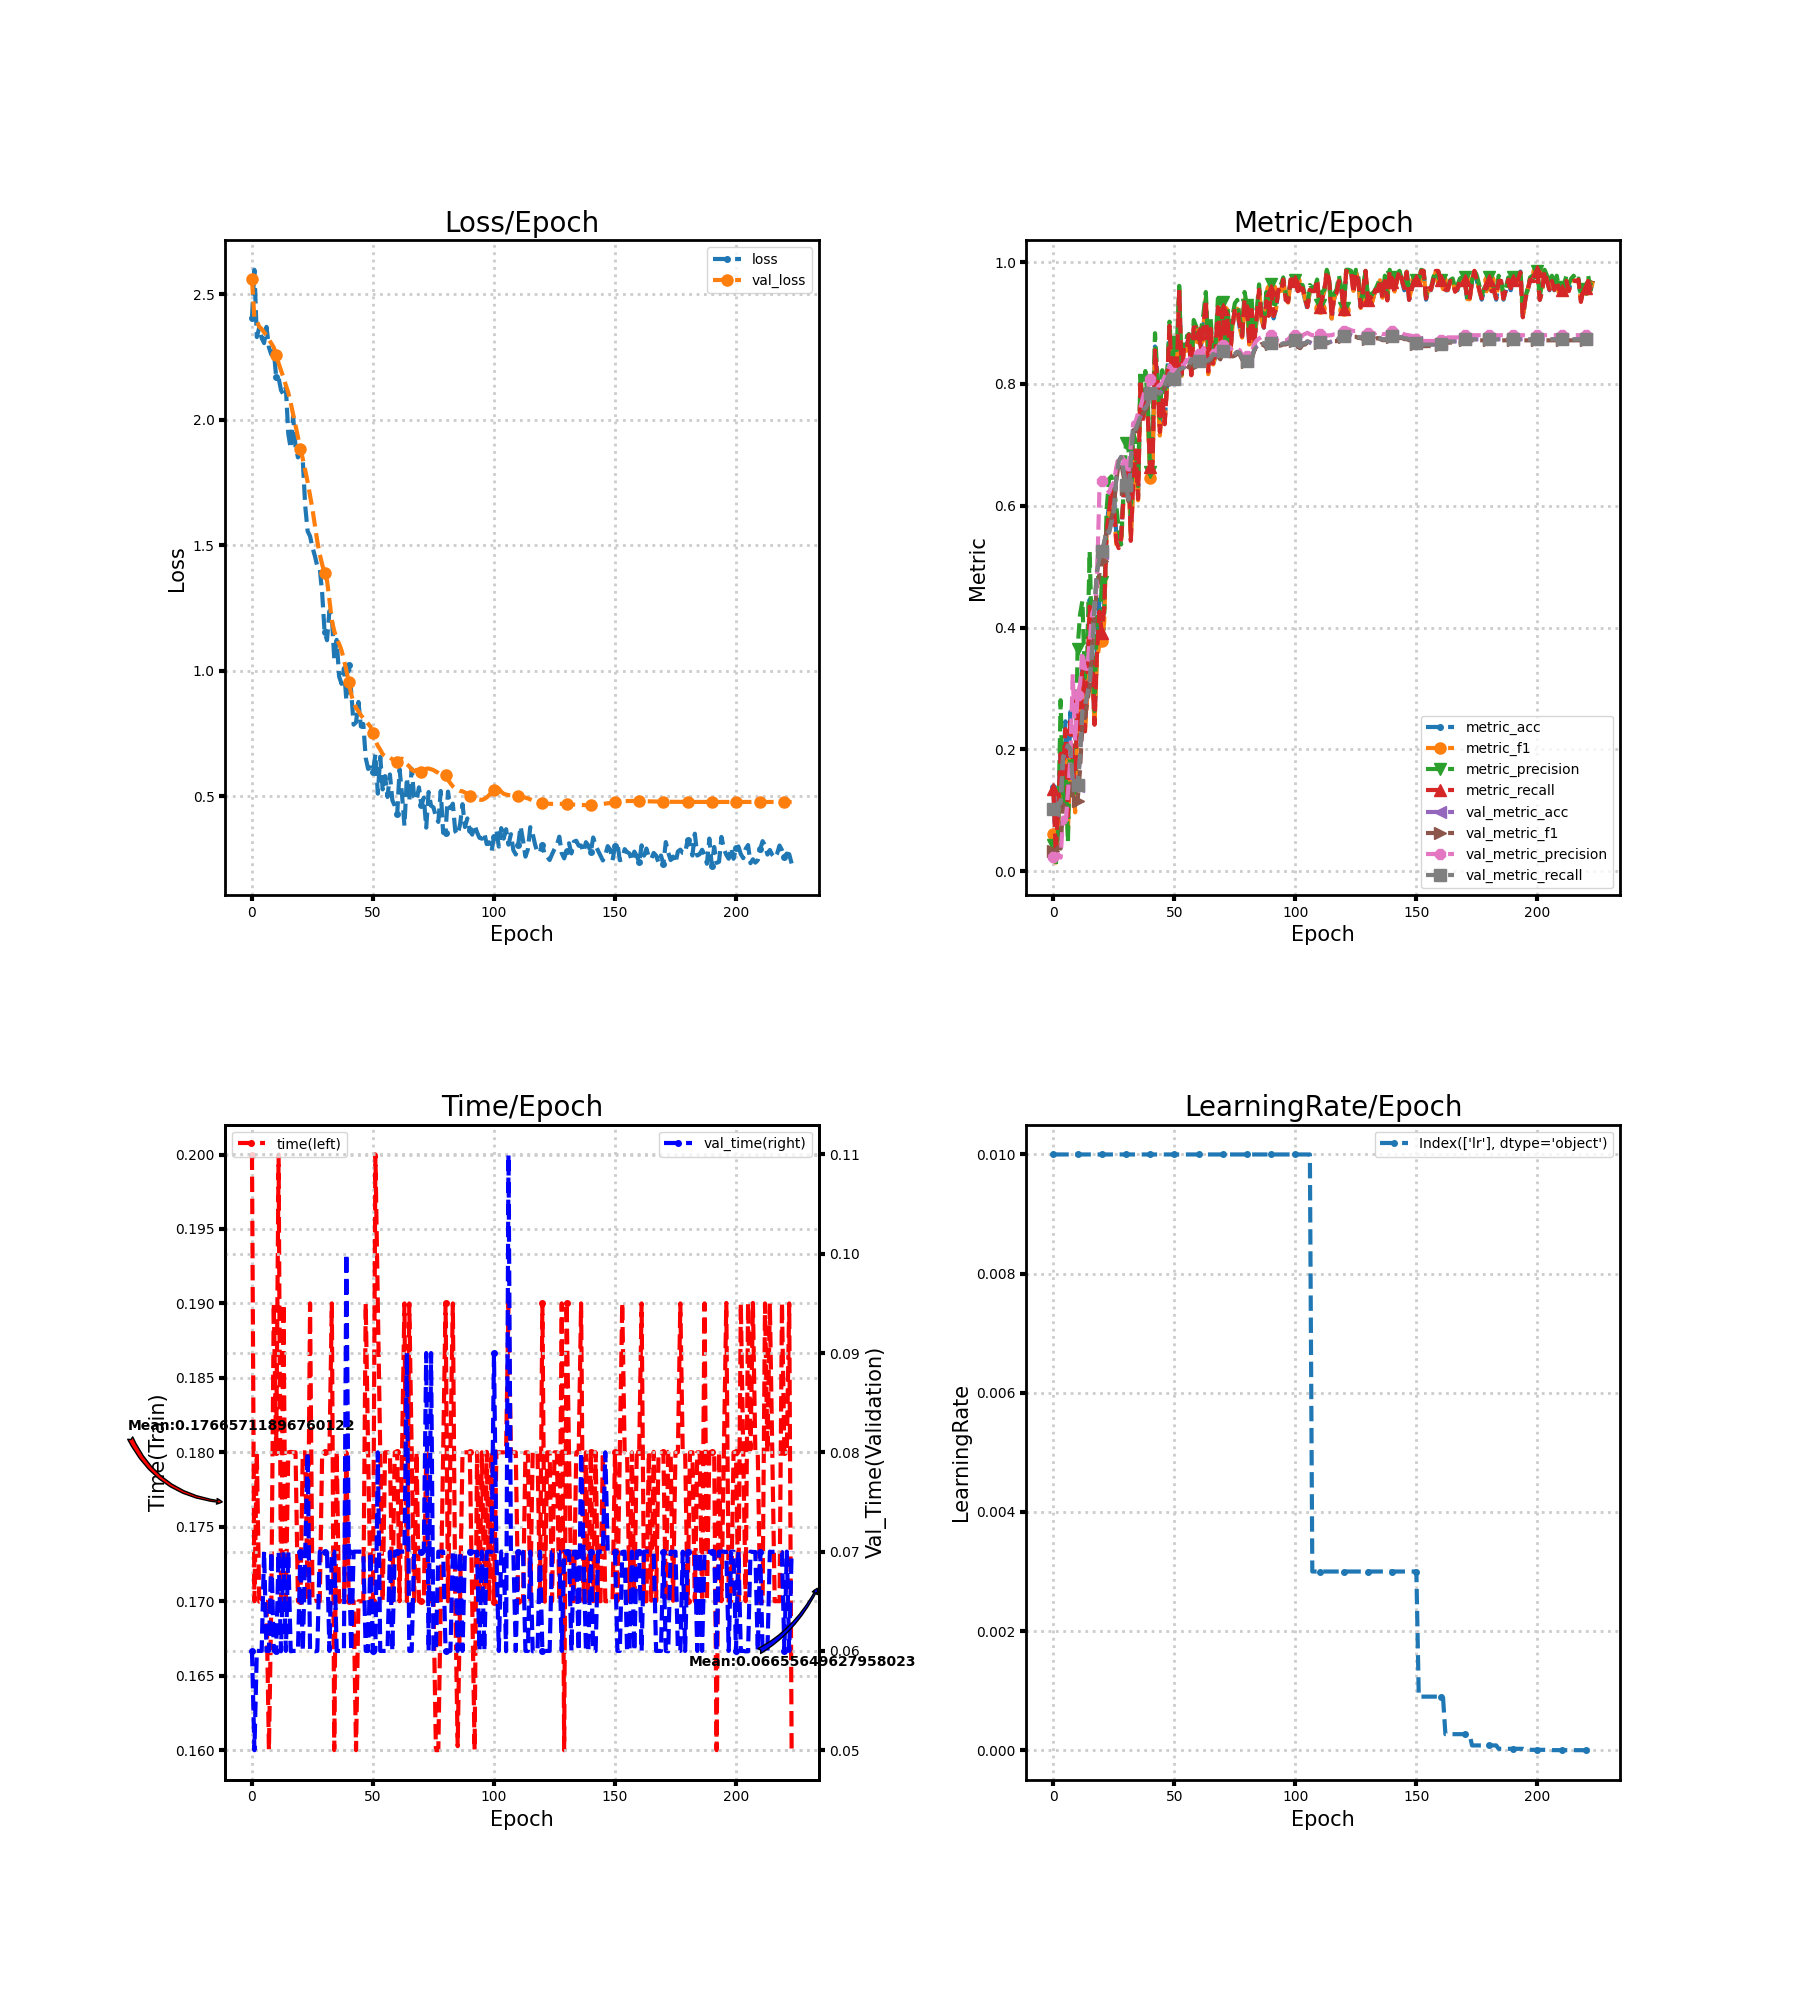 Loss/Epoch
loss
val_loss
2.5
2.0
1.5
1.0
0.5
Loss
0
50
100
150
200
Epoch
Metric/Epoch
1.0
0.8
0.6
0.4
0.2
0.0
Metric
metric_acc
metric_f1
metric_precision
metric_recall
val_metric_acc
val_metric_f1
val_metric_precision
val_metric_recall
0
50
100
150
200
Epoch
Time/Epoch
time(left)
val_time(right)
0.200
0.195
0.190
0.185
0.180
0.175
0.170
0.165
0.160
Time(Train)
Mean:0.17665711896760122
0.11
0.10
0.09
0.08
0.07
0.06
0.05
Val_Time(Validation)
Mean:0.06655649627958023
0
50
100
150
200
Epoch
LearningRate/Epoch
Index(['lr'], dtype='object')
0.010
0.008
0.006
0.004
0.002
0.000
LearningRate
0
50
100
150
200
Epoch